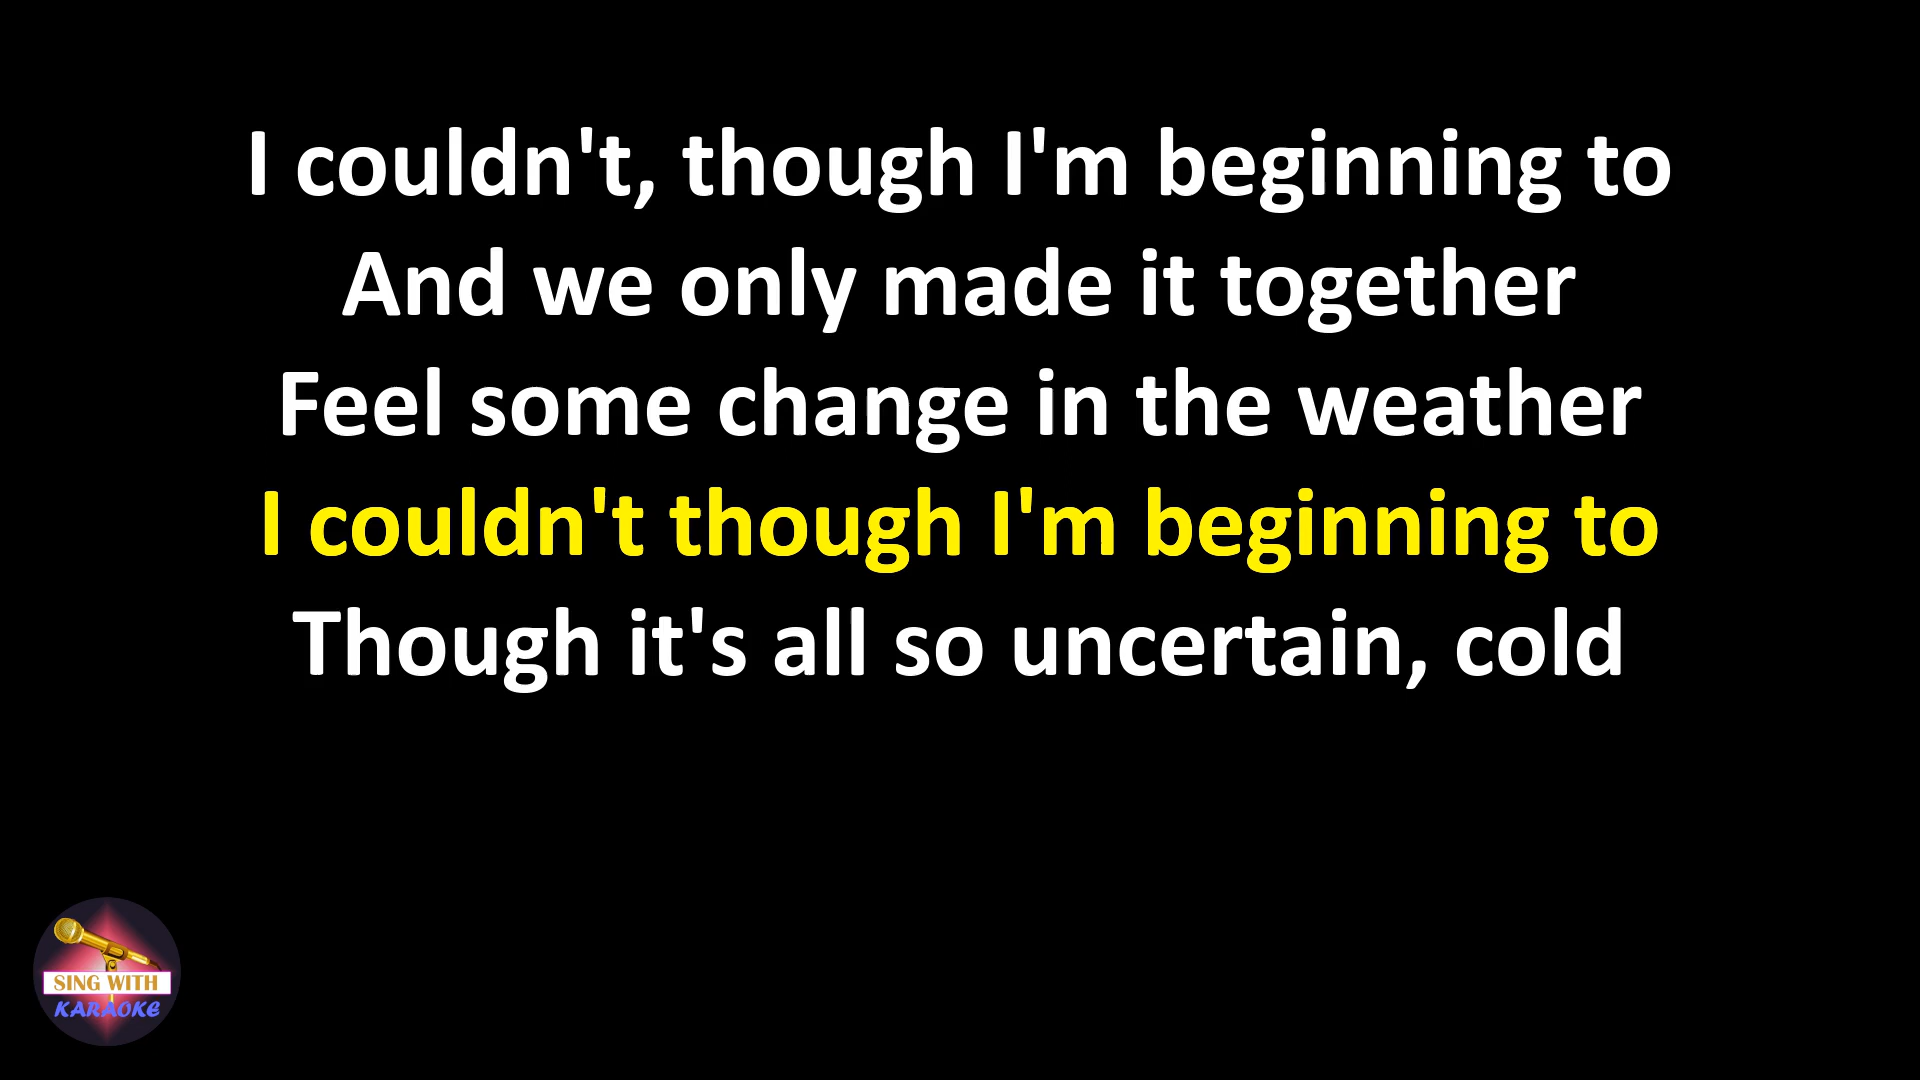 I couldn't, though I'm beginning to
And we only made it together
Feel some change in the weather
I couldn't though I'm beginning to
Though it's all so uncertain, cold
SING WITH
KARAOKE